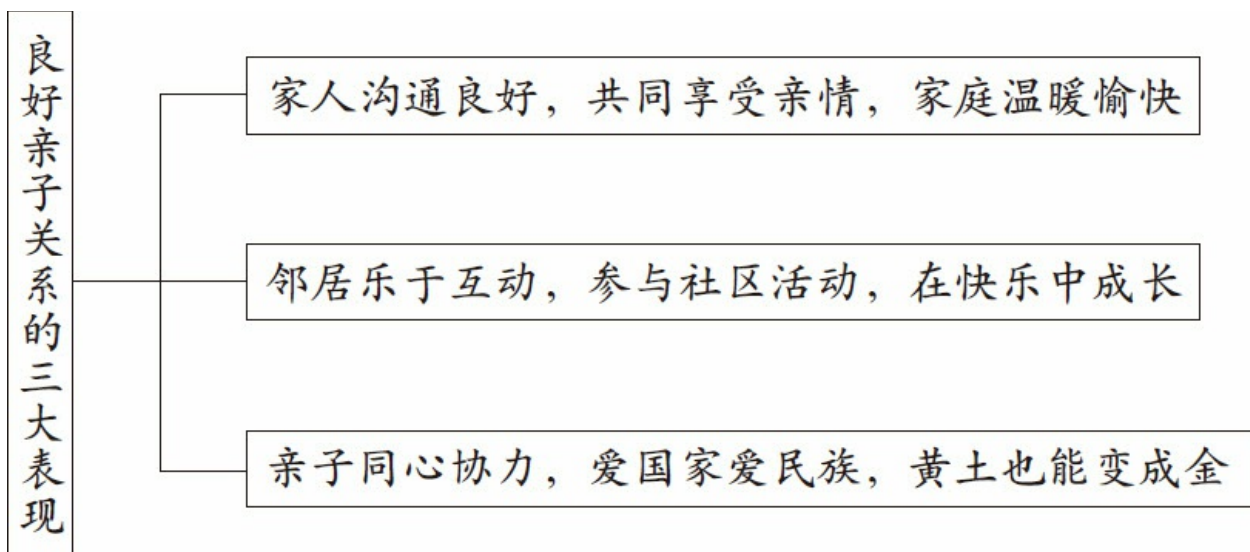 良好亲子关系的三大表现
家人沟通良好，共同享受亲情，家庭温暖愉快
邻居乐于互动，参与社区活动，在快乐中成长
亲子同心协力，爱国家爱民族，黄土也能变成金